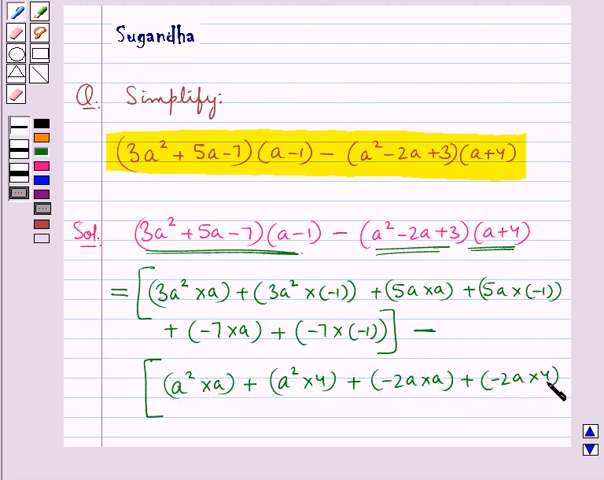 Sugandha
Q. Simplify:
(3a² + 5a - 7)(a - 1) - (a² - 2a + 3)(a + 4)
Sol. (3a² + 5a - 7)(a - 1) - (a² - 2a + 3)(a + 4)
= [(3a² × a) + (3a² × (-1)) + (5a × a) + (5a × (-1))
+ (-7 × a) + (-7 × (-1))] -
[(a² × a) + (a² × 4) + (-2a × a) + (-2a × 4)